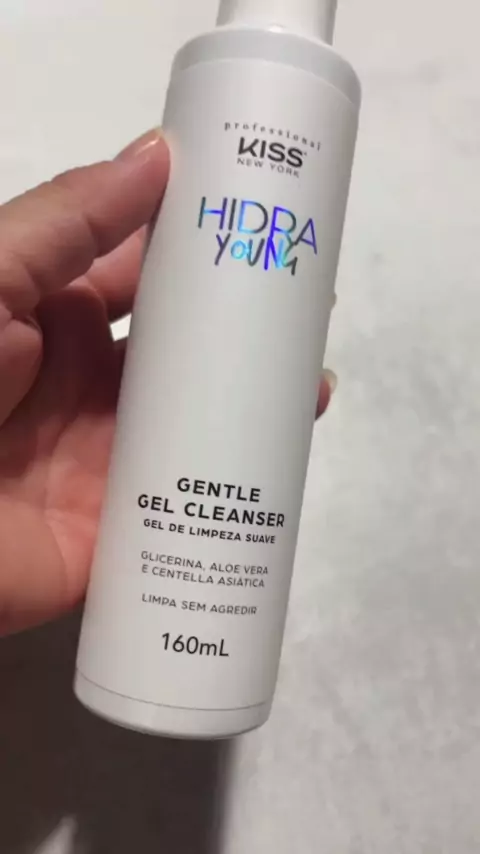 professional
KISS
NEW YORK
HIDRA
YOUNG
GENTLE
GEL CLEANSER
GEL DE LIMPEZA SUAVE
GLICERINA, ALOE VERA
E CENTELLA ASIÁTICA
LIMPA SEM AGREDIR
160mL